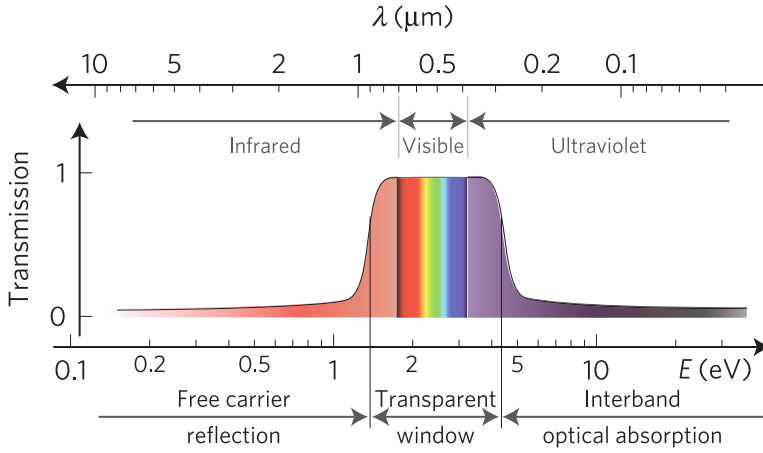 λ (μm)
10 5 2 1 0.5 0.2 0.1
Infrared Visible Ultraviolet
Transmission
1
0
0.1 0.2 0.5 1 2 5 10 E (eV)
Free carrier Transparent Interband
reflection window optical absorption